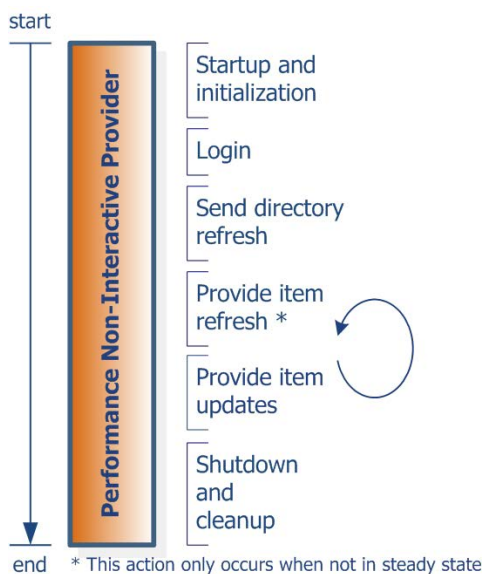 start
Performance Non-Interactive Provider
Startup and
initialization
Login
Send directory
refresh
Provide item
refresh *
Provide item
updates
Shutdown
and
cleanup
end
* This action only occurs when not in steady state